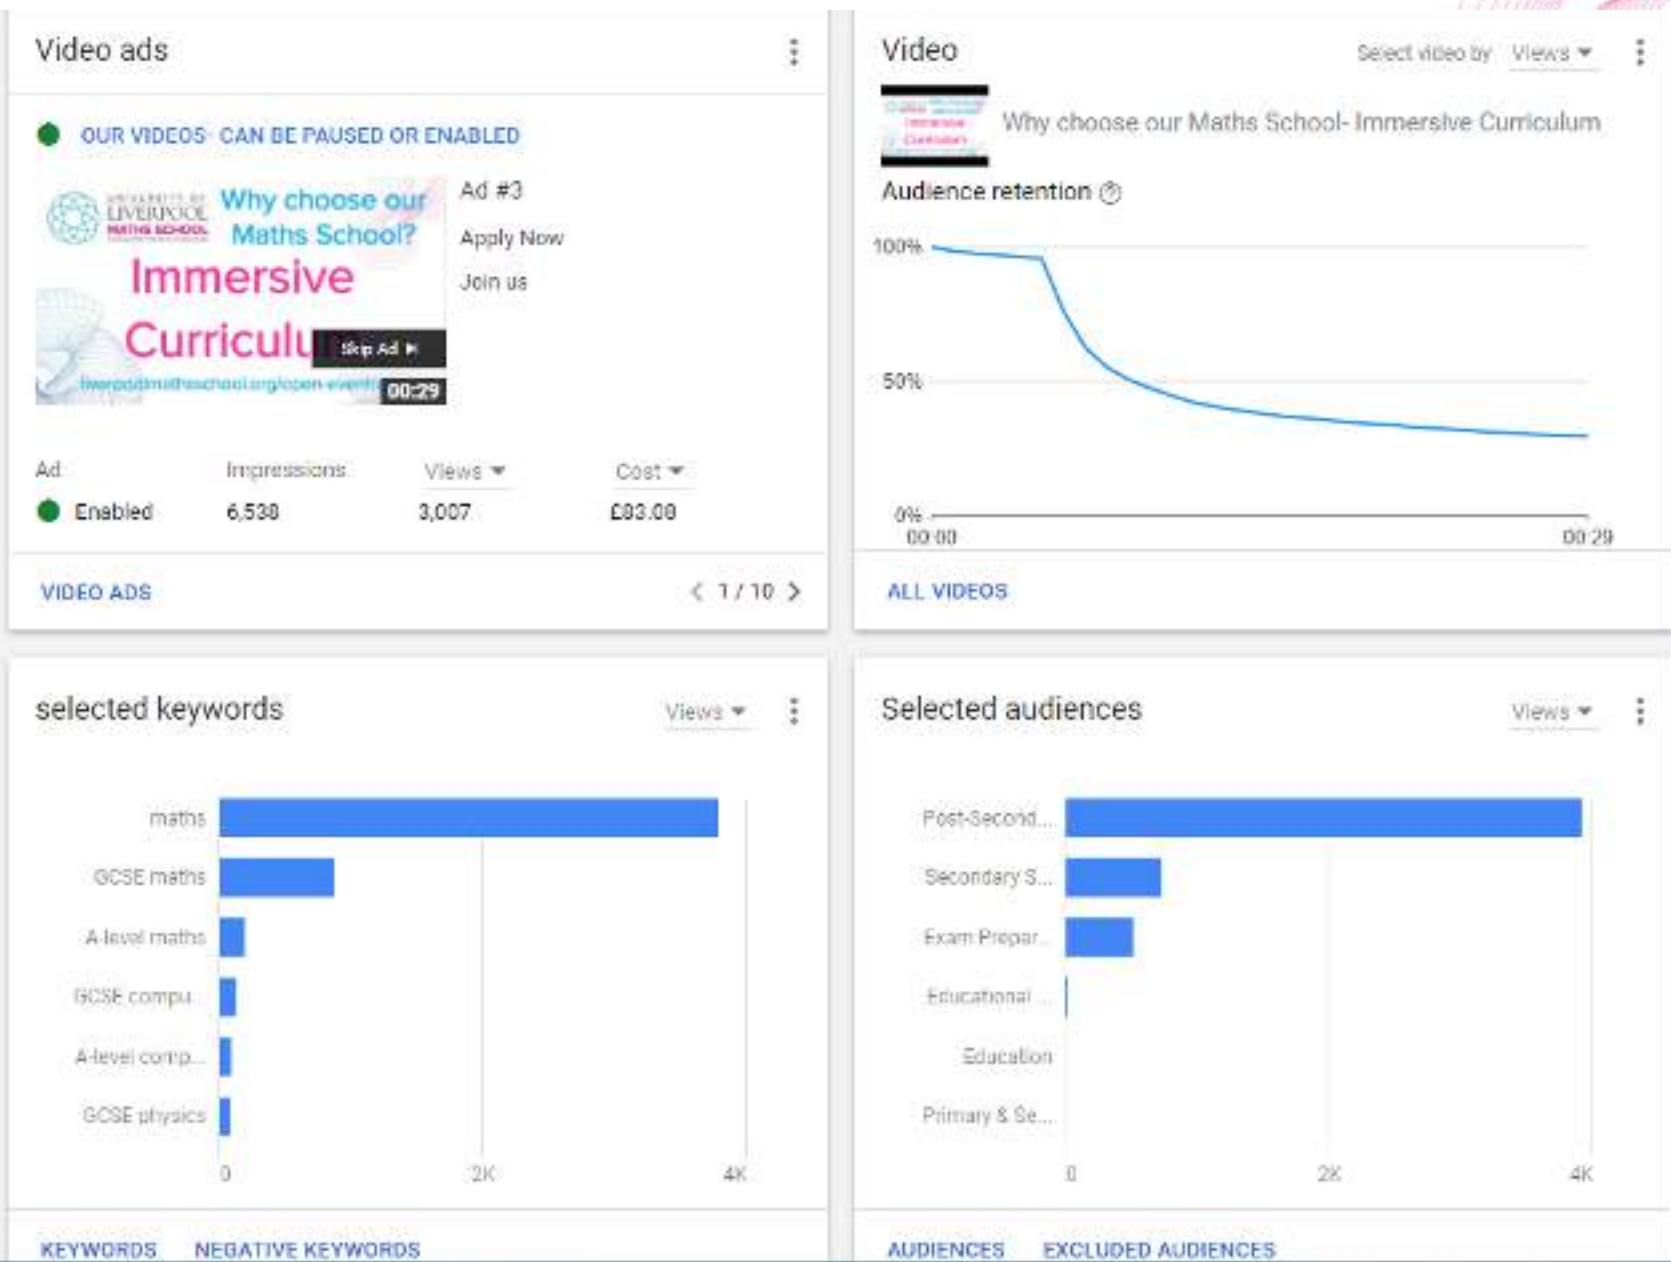 Video ads
OUR VIDEOS CAN BE PAUSED OR ENABLED
UNIVERSITY OF
LIVERPOOL
MATHS SCHOOL
Why choose our
Maths School?
Immersive
Curriculu
Skip Ad
00:29
Ad #3
Apply Now
Join us
Ad Impressions Views Cost
Enabled 6,538 3,007
VIDEO ADS 1 / 10
Video Select video by Views
Why choose our Maths School- Immersive Curriculum
Audience retention
100%
50%
0%
00:00 00:29
ALL VIDEOS
selected keywords Views
maths
GCSE maths
A-level maths
GCSE compu...
A-level comp...
GCSE physics
0 2K 4K
KEYWORDS NEGATIVE KEYWORDS
Selected audiences Views
Post-Second...
Secondary S...
Exam Prepar...
Educational ...
Education
Primary & Se...
0 2K 4K
AUDIENCES EXCLUDED AUDIENCES